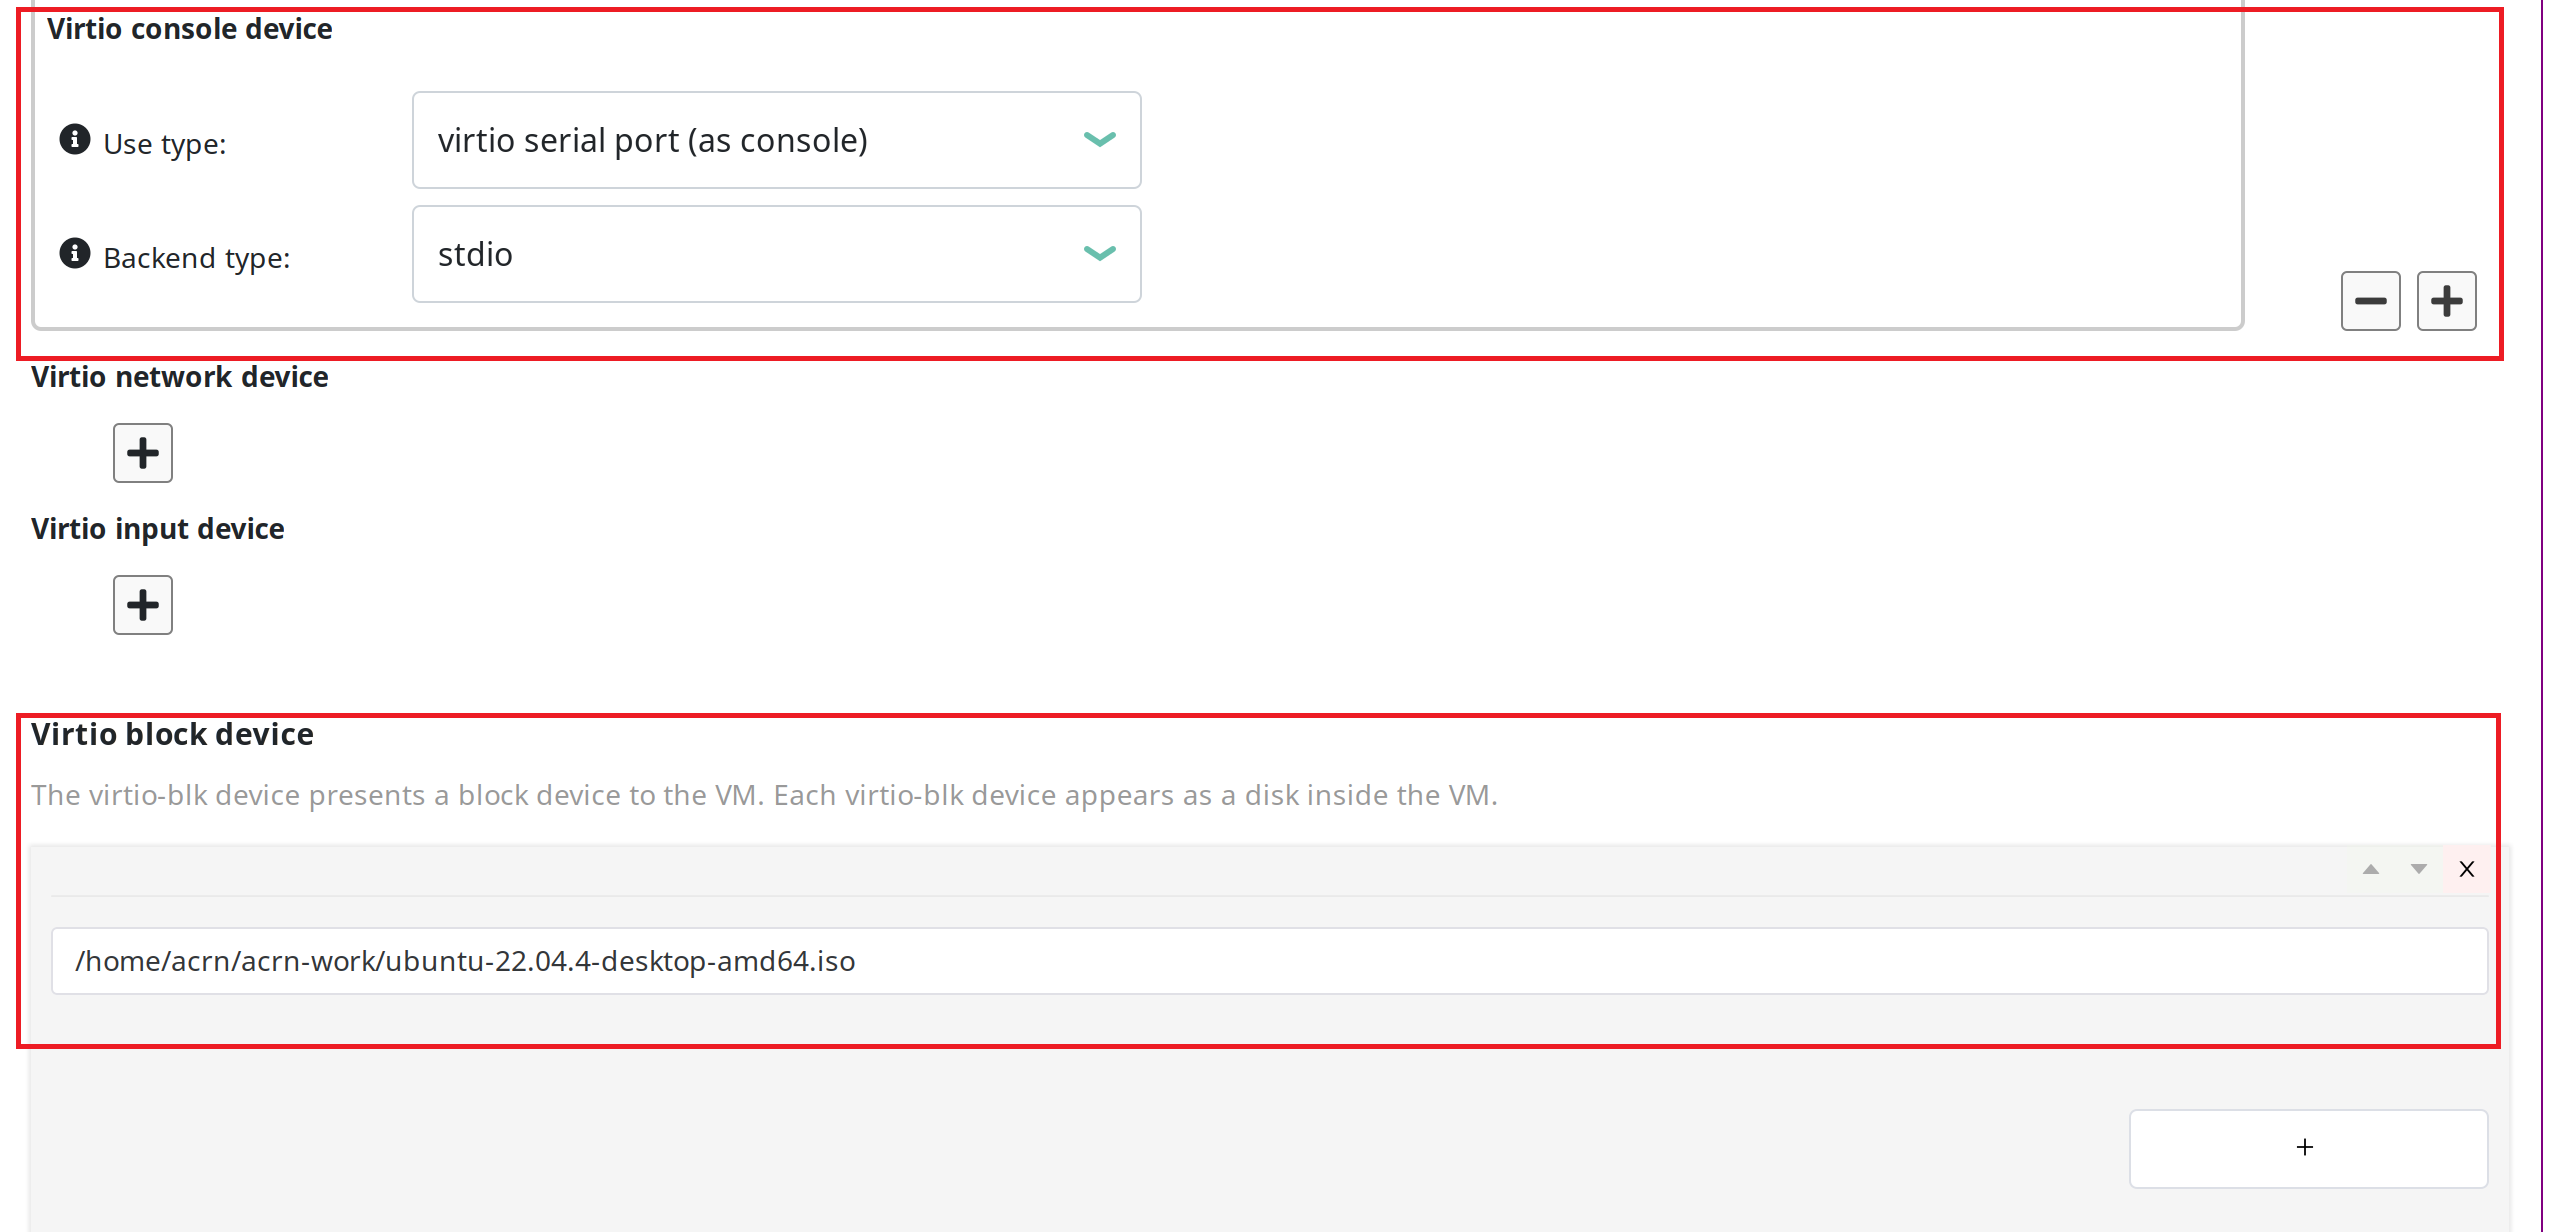 Virtio console device
Use type:
virtio serial port (as console)
Backend type:
stdio
Virtio network device
Virtio input device
Virtio block device
The virtio-blk device presents a block device to the VM. Each virtio-blk device appears as a disk inside the VM.
X
/home/acrn/acrn-work/ubuntu-22.04.4-desktop-amd64.iso
+